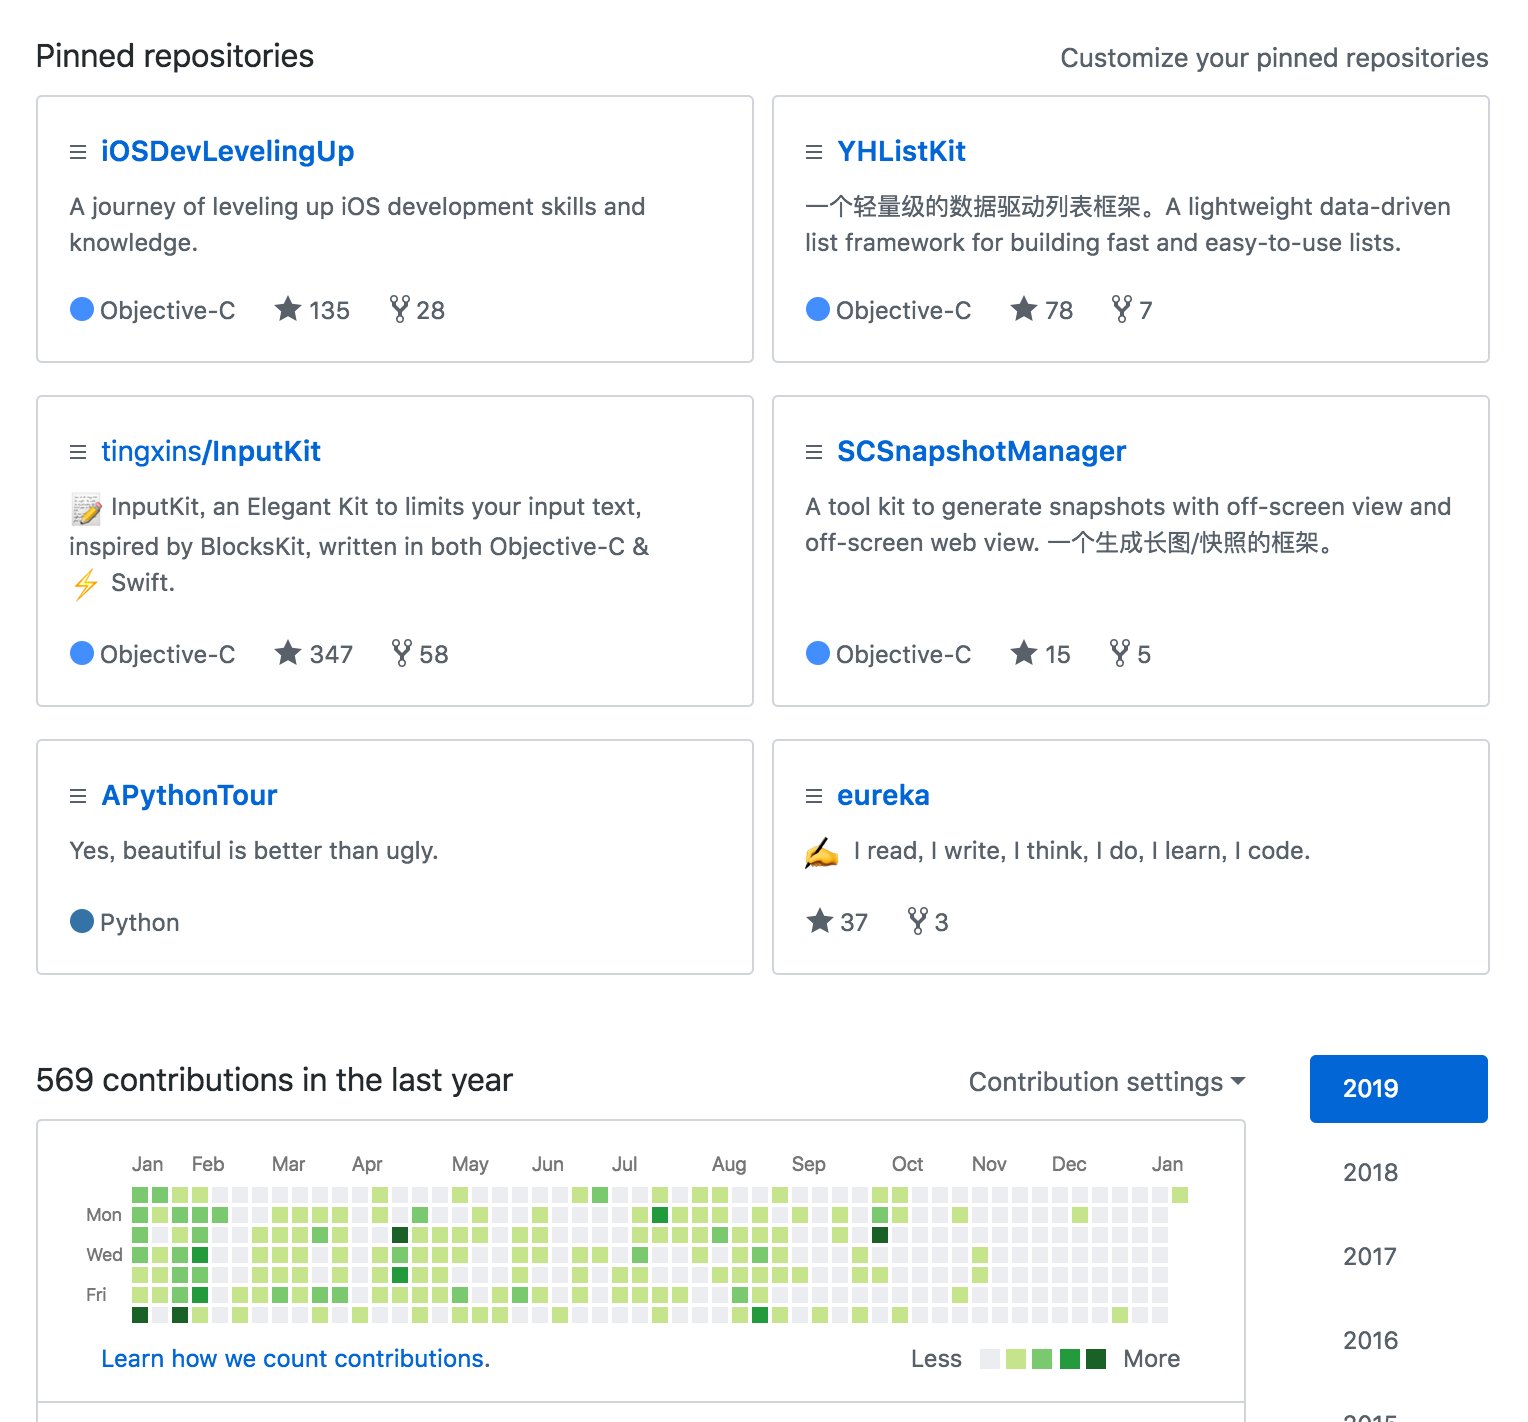 Pinned repositories
Customize your pinned repositories
iOSDevLevelingUp
A journey of leveling up iOS development skills and
knowledge.
Objective-C 135 28
YHListKit
一个轻量级的数据驱动列表框架。A lightweight data-driven
list framework for building fast and easy-to-use lists.
Objective-C 78 7
tingxins/InputKit
📝 InputKit, an Elegant Kit to limits your input text,
inspired by BlocksKit, written in both Objective-C &
⚡ Swift.
Objective-C 347 58
SCSnapshotManager
A tool kit to generate snapshots with off-screen view and
off-screen web view. 一个生成长图/快照的框架。
Objective-C 15 5
APythonTour
Yes, beautiful is better than ugly.
Python
eureka
✍️ I read, I write, I think, I do, I learn, I code.
37 3
569 contributions in the last year
Contribution settings
Jan Feb Mar Apr May Jun Jul Aug Sep Oct Nov Dec Jan
Mon
Wed
Fri
Learn how we count contributions.
Less More
2019
2018
2017
2016